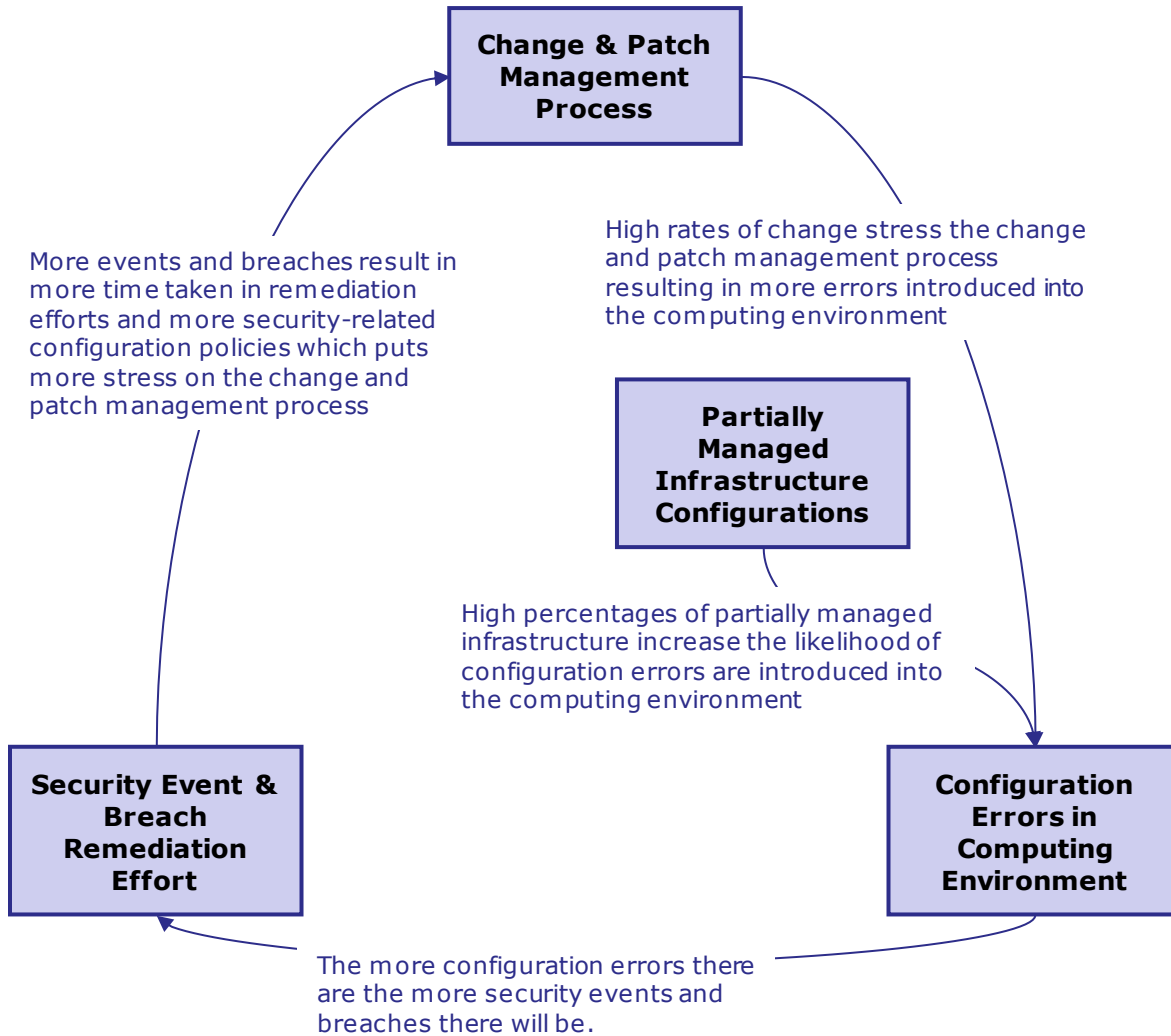 Change & Patch
Management
Process
High rates of change stress the change
and patch management process
resulting in more errors introduced into
the computing environment
More events and breaches result in
more time taken in remediation
efforts and more security-related
configuration policies which puts
more stress on the change and
patch management process
Partially
Managed
Infrastructure
Configurations
High percentages of partially managed
infrastructure increase the likelihood of
configuration errors are introduced into
the computing environment
Security Event &
Breach
Remediation
Effort
Configuration
Errors in
Computing
Environment
The more configuration errors there
are the more security events and
breaches there will be.